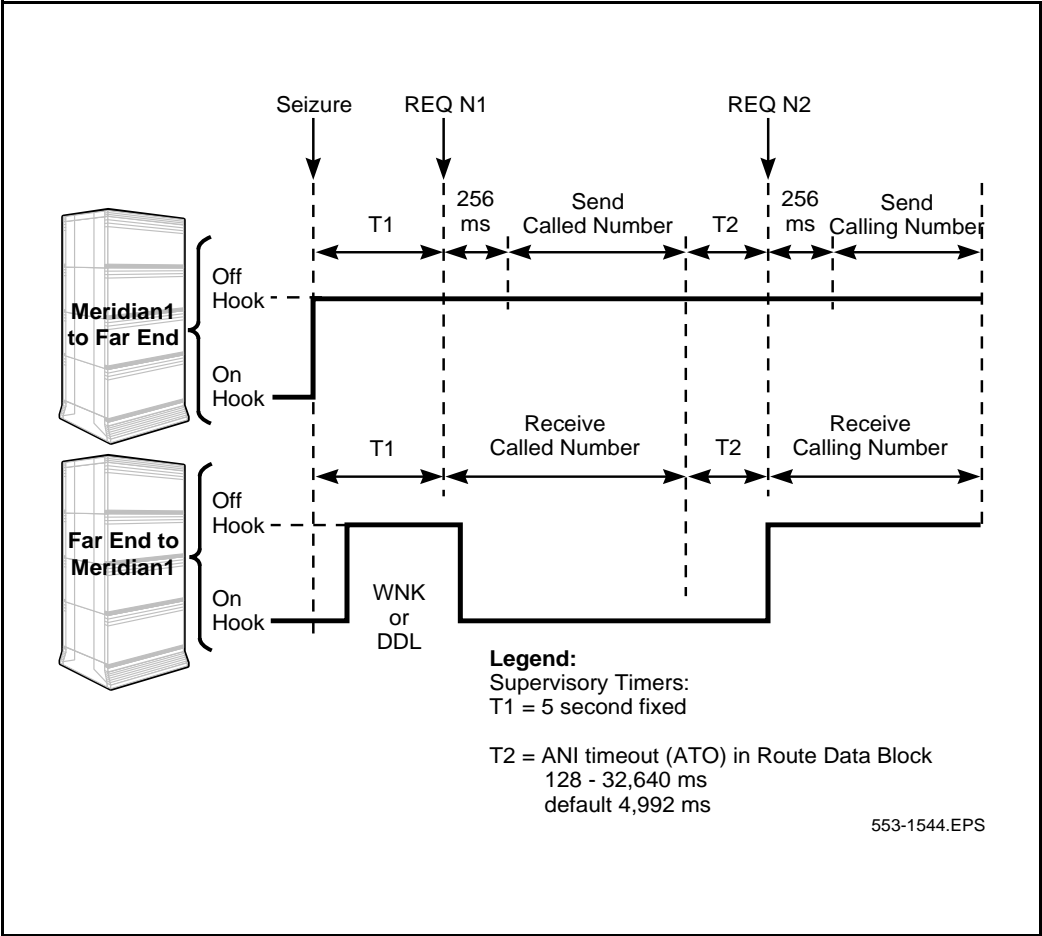 Seizure
REQ N1
REQ N2
T1
256
ms
Send
Called Number
T2
256
ms
Send
Calling Number
Meridian1
to Far End
Off
Hook
On
Hook
T1
Receive
Called Number
T2
Receive
Calling Number
Far End to
Meridian1
Off
Hook
On
Hook
WNK
or
DDL
Legend:
Supervisory Timers:
T1 = 5 second fixed
T2 = ANI timeout (ATO) in Route Data Block
128 - 32,640 ms
default 4,992 ms
553-1544.EPS